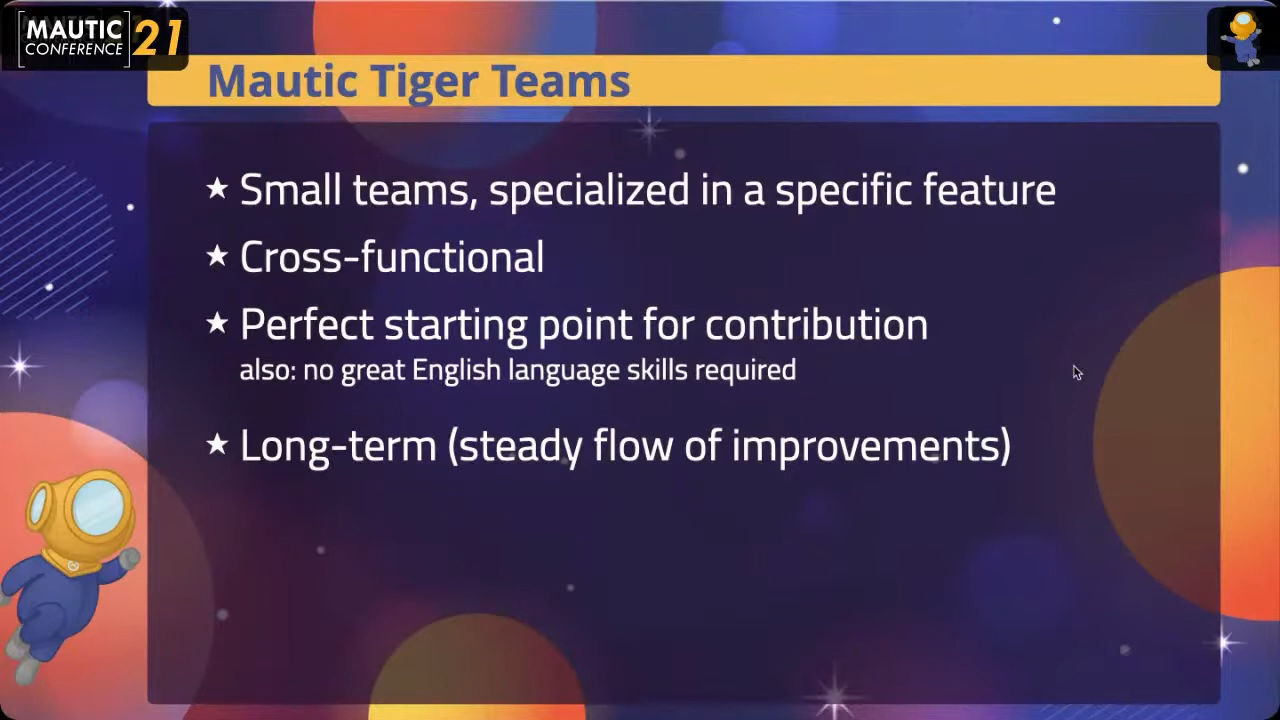 MAUTIC
CONFERENCE 21
Mautic Tiger Teams
★ Small teams, specialized in a specific feature
★ Cross-functional
★ Perfect starting point for contribution
also: no great English language skills required
★ Long-term (steady flow of improvements)